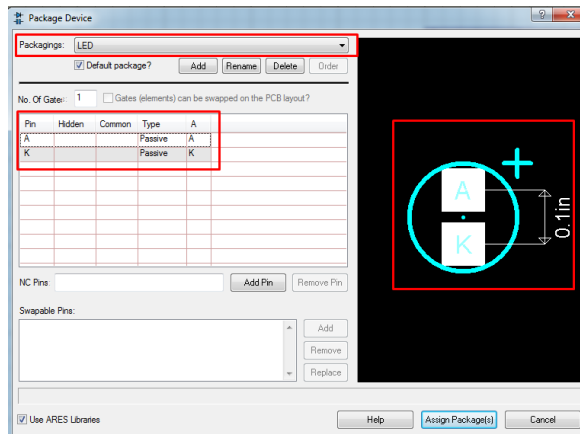 Package Device
Packagings: LED
Default package? Add Rename Delete Order
No. Of Gates: 1 Gates (elements) can be swapped on the PCB layout?
Pin Hidden Common Type A
A Passive A
K Passive K
NC Pins: Add Pin Remove Pin
Swapable Pins:
Add
Remove
Replace
Use ARES Libraries Help Assign Package(s) Cancel
A
K
0.1in